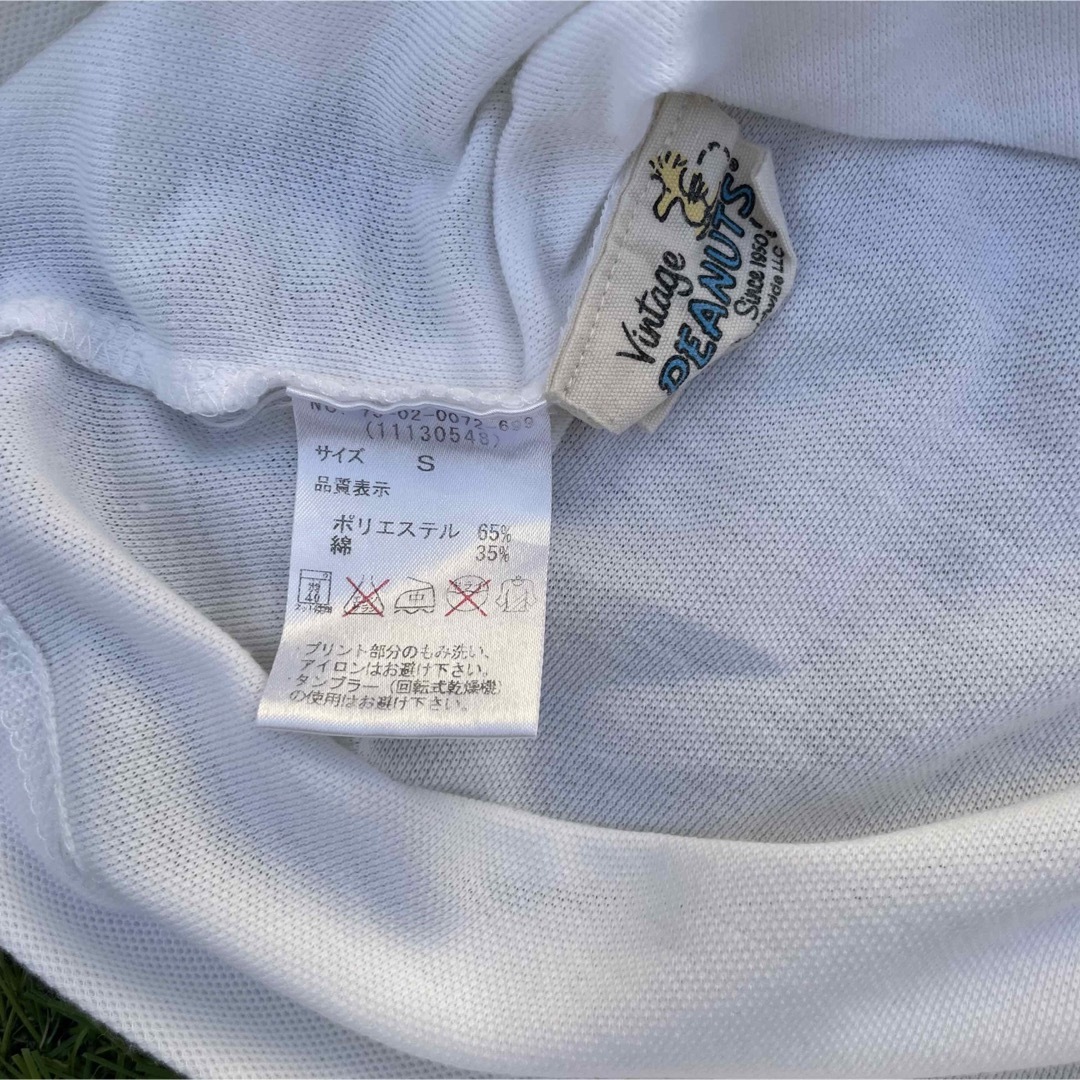 Vintage
PEANUTS
Since 1950
(11130548)
サイズ S
品質表示
ポリエステル 65%
綿 35%
中
プリント部分のもみ洗い、
アイロンはお避け下さい。
タンブラー(回転式乾燥機)
の使用はお避け下さい。